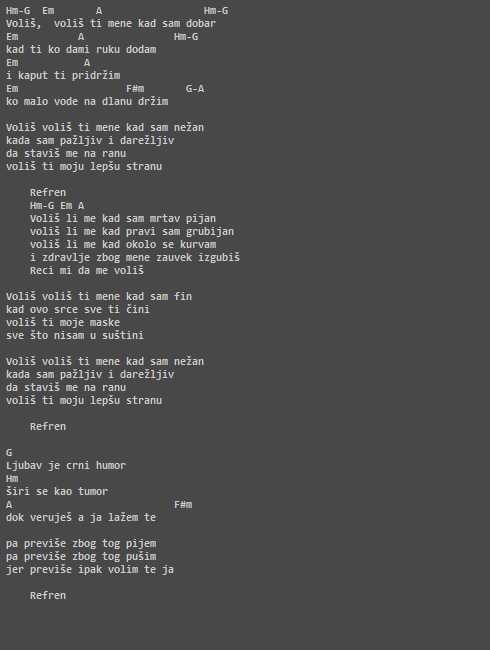 Hm-G  Em       A                 Hm-G
Voliš,  voliš ti mene kad sam dobar
Em          A               Hm-G
kad ti ko dami ruku dodam
Em           A
i kaput ti pridržim
Em                  F#m       G-A
ko malo vode na dlanu držim

Voliš voliš ti mene kad sam nežan
kada sam pažljiv i darežljiv
da staviš me na ranu
voliš ti moju lepšu stranu

    Refren
    Hm-G Em A
    Voliš li me kad sam mrtav pijan
    voliš li me kad pravi sam grubijan
    voliš li me kad okolo se kurvam
    i zdravlje zbog mene zauvek izgubiš
    Reci mi da me voliš

Voliš voliš ti mene kad sam fin
kad ovo srce sve ti čini
voliš ti moje maske
sve što nisam u suštini

Voliš voliš ti mene kad sam nežan
kada sam pažljiv i darežljiv
da staviš me na ranu
voliš ti moju lepšu stranu

    Refren

G
Ljubav je crni humor
Hm
širi se kao tumor
A                           F#m
dok veruješ a ja lažem te

pa previše zbog tog pijem
pa previše zbog tog pušim
jer previše ipak volim te ja

    Refren